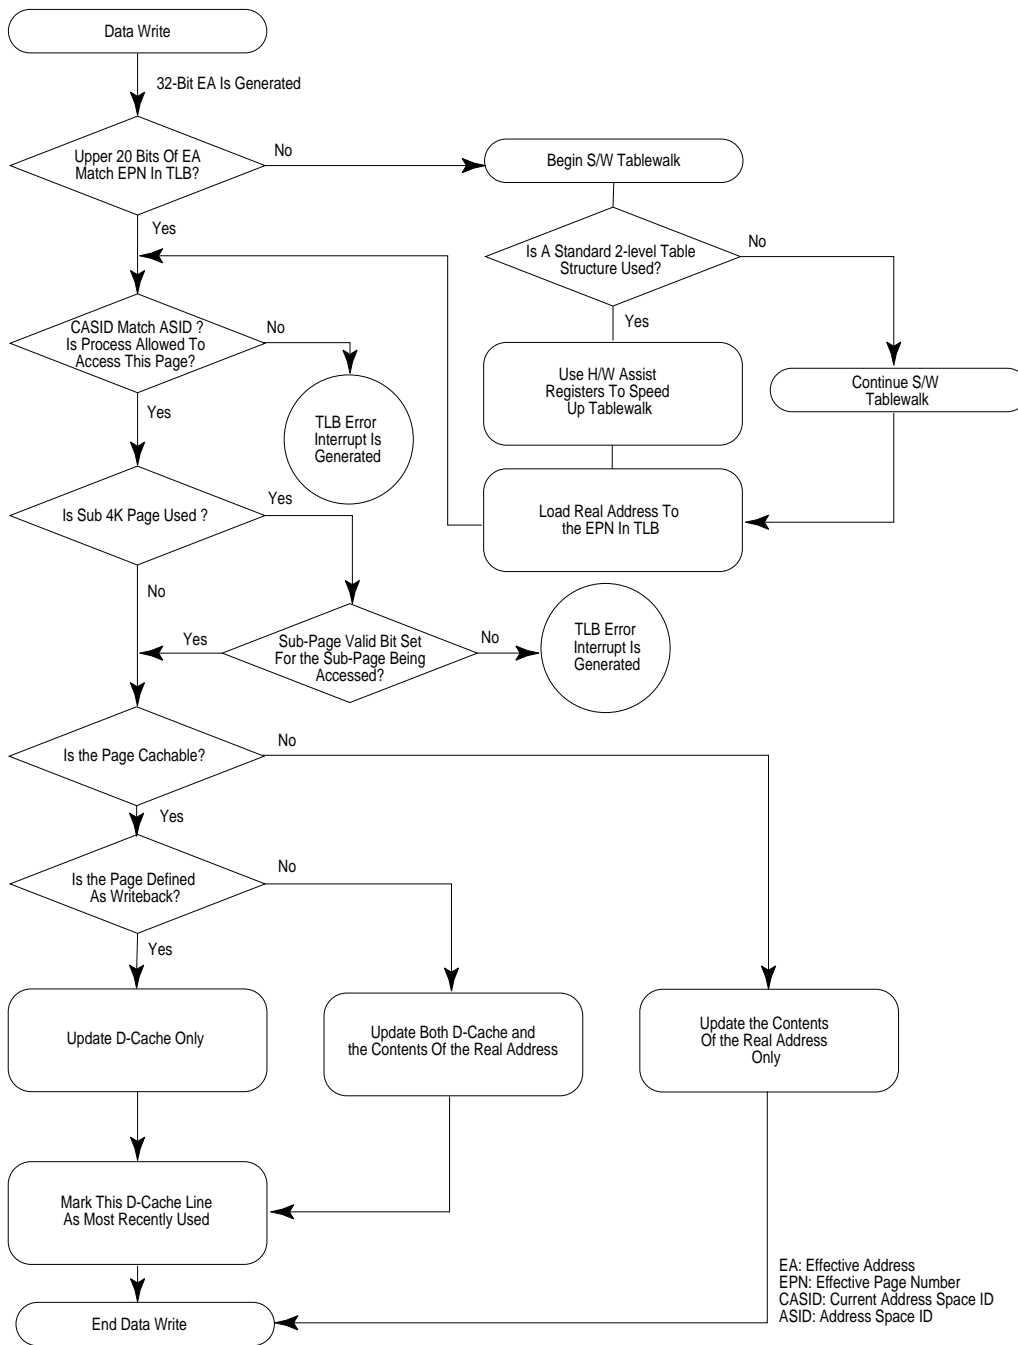 Data Write
32-Bit EA Is Generated
Upper 20 Bits Of EA
Match EPN In TLB?
No
Begin S/W Tablewalk
Yes
Is A Standard 2-level Table
Structure Used?
No
Yes
CASID Match ASID ?
Is Process Allowed To
Access This Page?
No
Use H/W Assist
Registers To Speed
Up Tablewalk
Continue S/W
Tablewalk
Yes
TLB Error
Interrupt Is
Generated
Is Sub 4K Page Used ?
Yes
Load Real Address To
the EPN In TLB
No
Yes
Sub-Page Valid Bit Set
For the Sub-Page Being
Accessed?
No
TLB Error
Interrupt Is
Generated
Is the Page Cachable?
No
Yes
Is the Page Defined
As Writeback?
No
Yes
Update D-Cache Only
Update Both D-Cache and
the Contents Of the Real Address
Update the Contents
Of the Real Address
Only
Mark This D-Cache Line
As Most Recently Used
End Data Write
EA: Effective Address
EPN: Effective Page Number
CASID: Current Address Space ID
ASID: Address Space ID